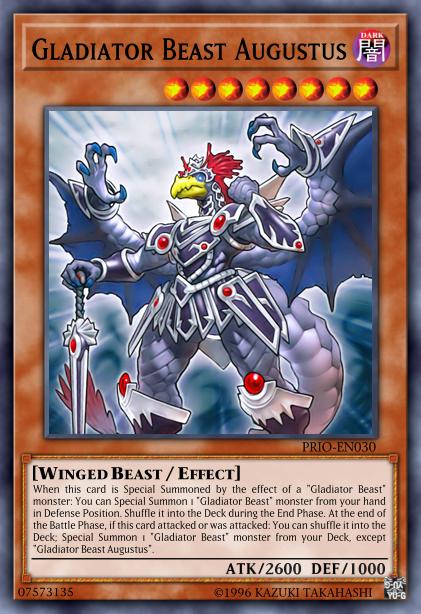 GLADIATOR BEAST AUGUSTUS
DARK
闇
PRIO-EN030
[WINGED BEAST / EFFECT]
When this card is Special Summoned by the effect of a "Gladiator Beast"
monster: You can Special Summon 1 "Gladiator Beast" monster from your hand
in Defense Position. Shuffle it into the Deck during the End Phase. At the end of
the Battle Phase, if this card attacked or was attacked: You can shuffle it into the
Deck; Special Summon 1 "Gladiator Beast" monster from your Deck, except
"Gladiator Beast Augustus".
ATK/2600 DEF/1000
07573135
©1996 KAZUKI TAKAHASHI